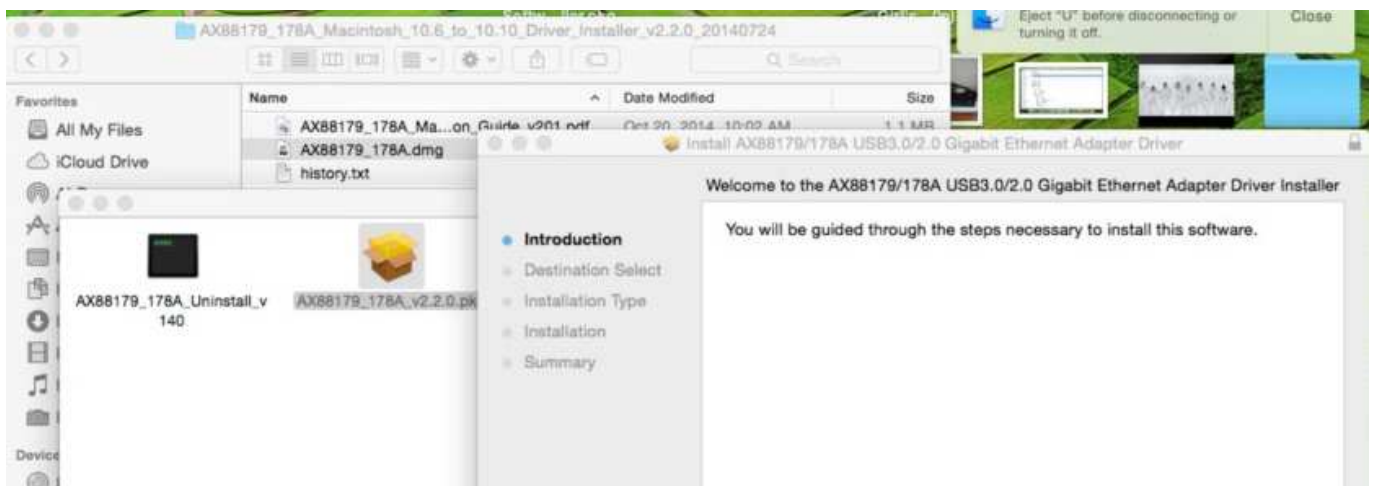 Eject "U" before disconnecting or
turning it off.
Close
AX88179_178A_Macintosh_10.6_to_10.10_Driver_Installer_v2.2.0_20140724
Search
Favorites
All My Files
iCloud Drive
Device
Name
Date Modified
Size
AX88179_178A_Ma...on_Guide_v201.pdf
Oct 20, 2014, 10:02 AM
1.1 MB
AX88179_178A.dmg
history.txt
AX88179_178A_Uninstall_v
140
AX88179_178A_v2.2.0.pk
Install AX88179/178A USB3.0/2.0 Gigabit Ethernet Adapter Driver
Welcome to the AX88179/178A USB3.0/2.0 Gigabit Ethernet Adapter Driver Installer
Introduction
Destination Select
Installation Type
Installation
Summary
You will be guided through the steps necessary to install this software.